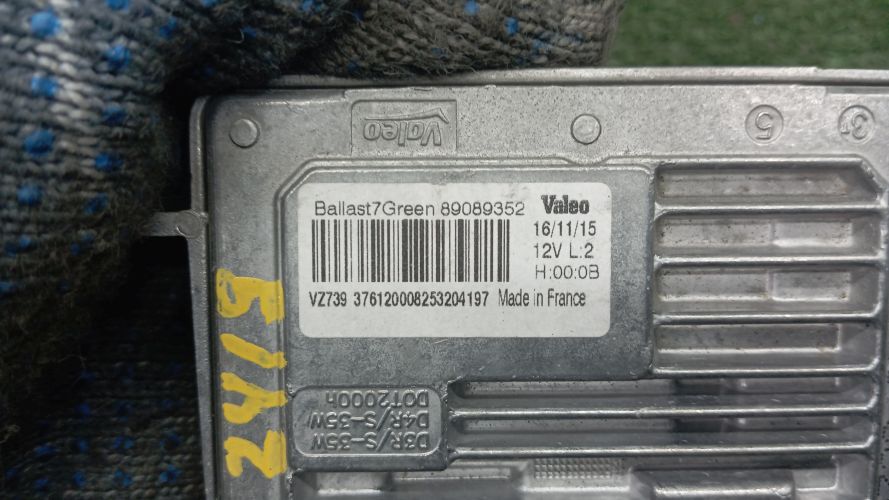 Valeo
5
3
Ballast7Green 89089352 Valeo
16/11/15
12V L:2
H:00:0B
VZ739 376120008253204197 Made in France
D3R/S-35W
D4R/S-35W
DOT2000h